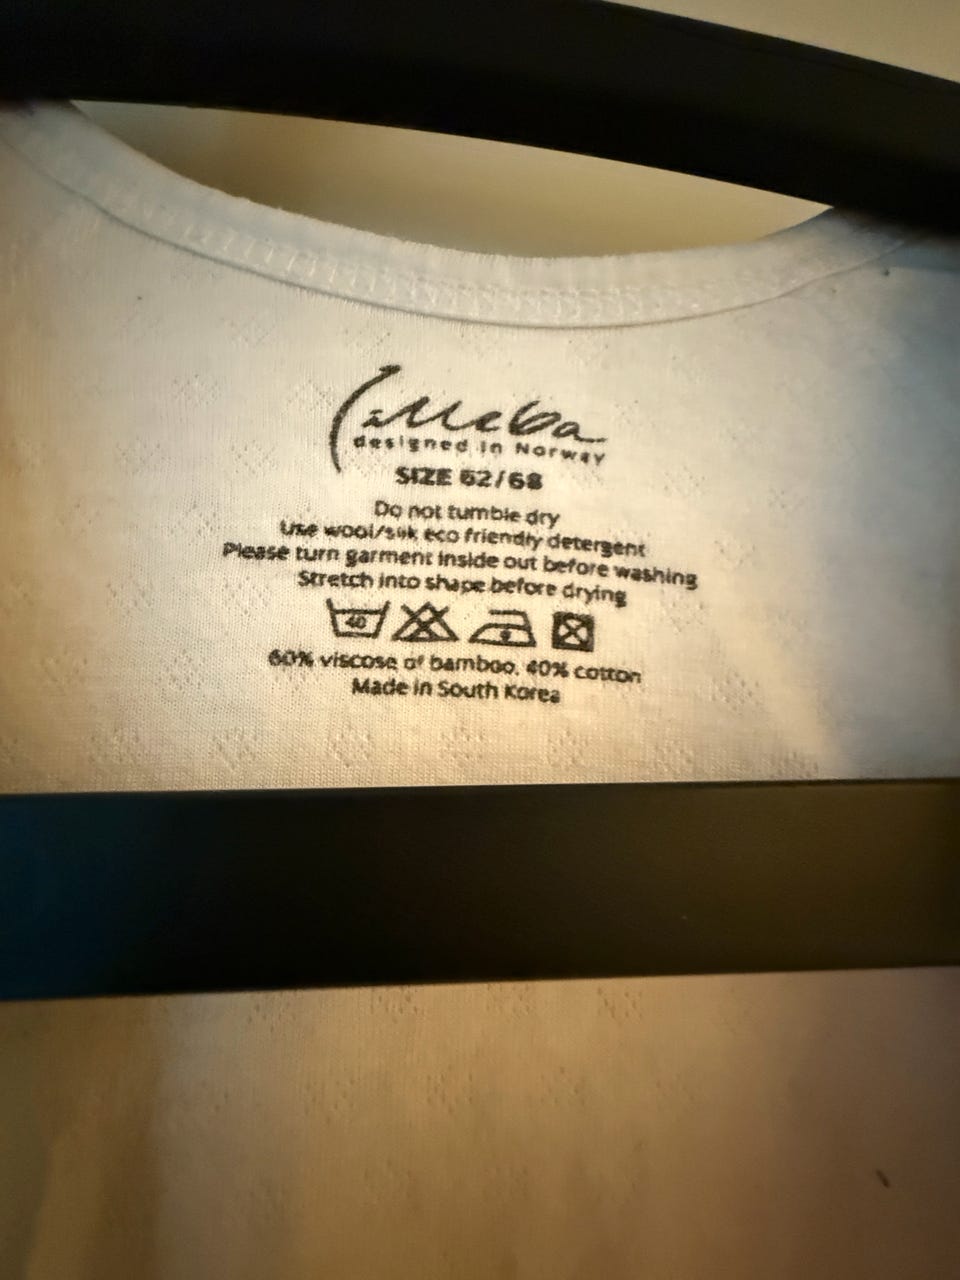 designed in Norway
SIZE 62/68
Do not tumble dry
Use wool/silk eco friendly detergent
Please turn garment inside out before washing
Stretch into shape before drying
40
60% viscose of bamboo, 40% cotton
Made in South Korea